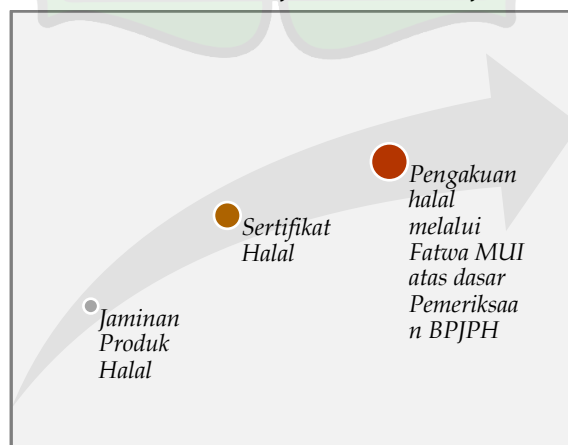 Jaminan
Produk
Halal
Sertifikat
Halal
Pengakuan
halal
melalui
Fatwa MUI
atas dasar
Pemeriksaa
n BPJPH